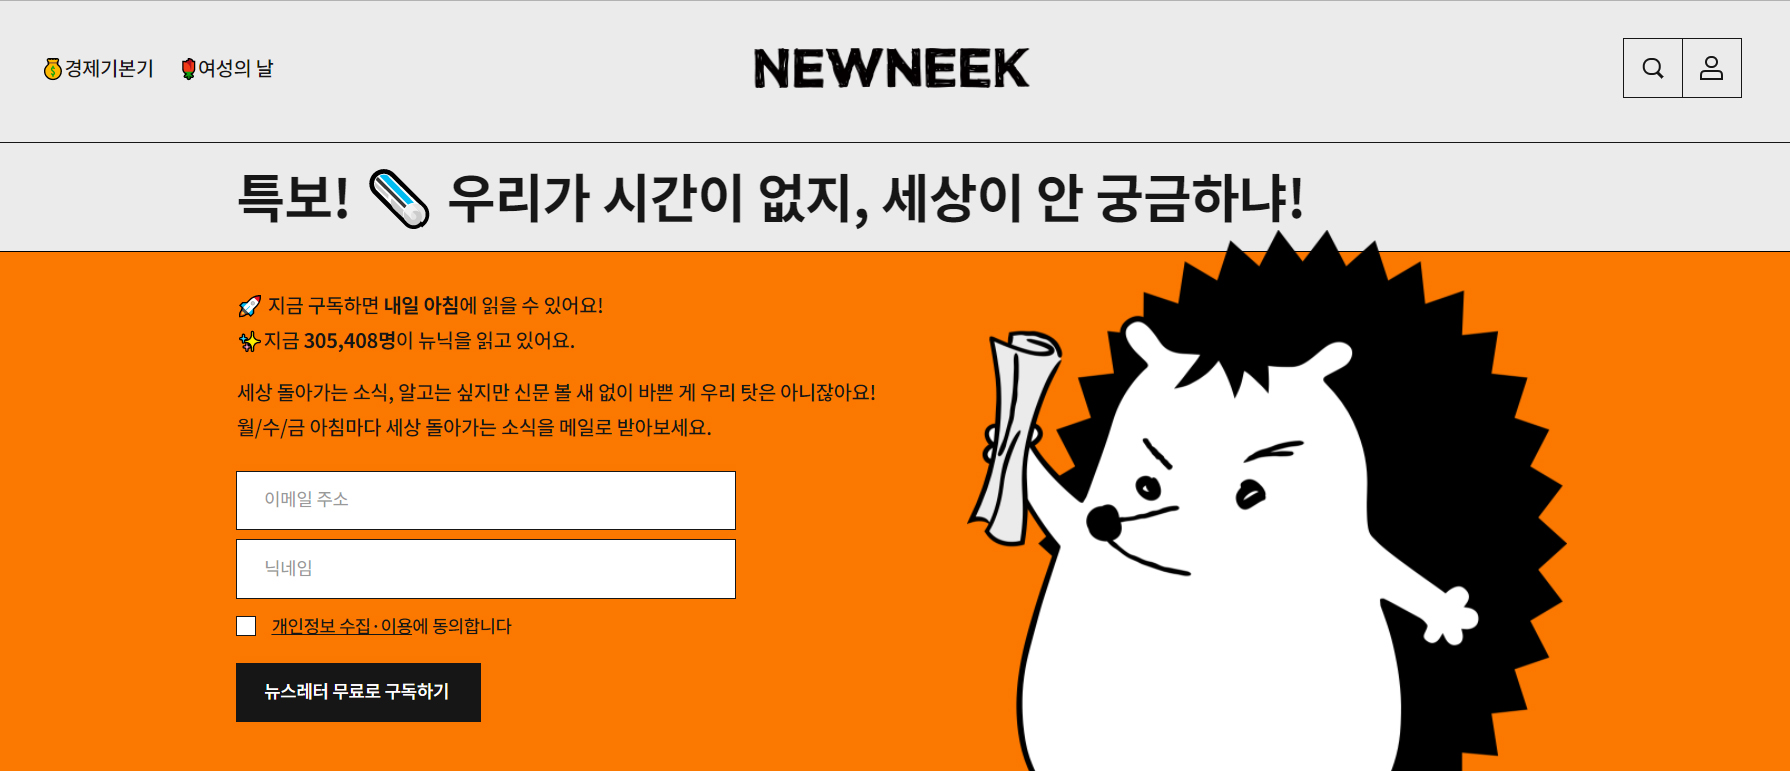 💰경제기본기 🌹여성의 날
NEWNEEK
특보! 🗞 우리가 시간이 없지, 세상이 안 궁금하냐!
🚀 지금 구독하면 내일 아침에 읽을 수 있어요!
✨지금 305,408명이 뉴닉을 읽고 있어요.
세상 돌아가는 소식, 알고는 싶지만 신문 볼 새 없이 바쁜 게 우리 탓은 아니잖아요!
월/수/금 아침마다 세상 돌아가는 소식을 메일로 받아보세요.
이메일 주소
닉네임
개인정보 수집·이용에 동의합니다
뉴스레터 무료로 구독하기